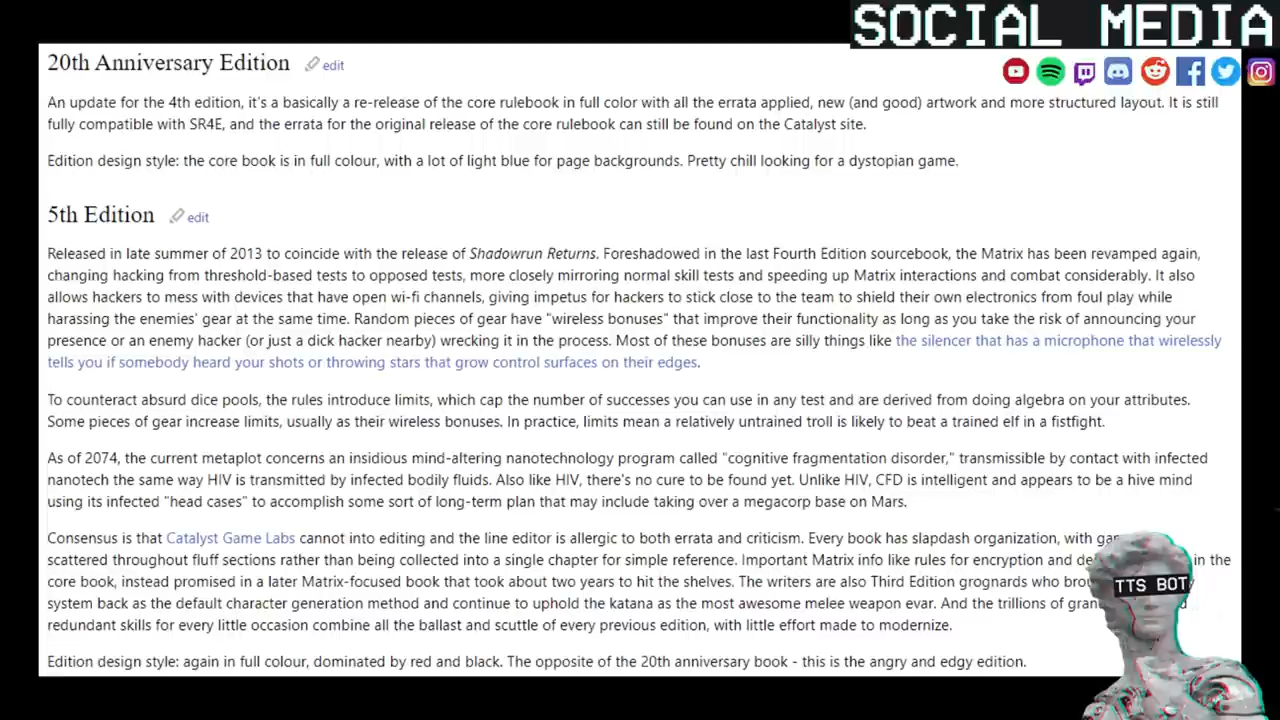 SOCIAL MEDIA
20th Anniversary Edition edit
An update for the 4th edition, it's a basically a re-release of the core rulebook in full color with all the errata applied, new (and good) artwork and more structured layout. It is still
fully compatible with SR4E, and the errata for the original release of the core rulebook can still be found on the Catalyst site.
Edition design style: the core book is in full colour, with a lot of light blue for page backgrounds. Pretty chill looking for a dystopian game.
5th Edition edit
Released in late summer of 2013 to coincide with the release of Shadowrun Returns. Foreshadowed in the last Fourth Edition sourcebook, the Matrix has been revamped again,
changing hacking from threshold-based tests to opposed tests, more closely mirroring normal skill tests and speeding up Matrix interactions and combat considerably. It also
allows hackers to mess with devices that have open wi-fi channels, giving impetus for hackers to stick close to the team to shield their own electronics from foul play while
harassing the enemies' gear at the same time. Random pieces of gear have "wireless bonuses" that improve their functionality as long as you take the risk of announcing your
presence or an enemy hacker (or just a dick hacker nearby) wrecking it in the process. Most of these bonuses are silly things like the silencer that has a microphone that wirelessly
tells you if somebody heard your shots or throwing stars that grow control surfaces on their edges.
To counteract absurd dice pools, the rules introduce limits, which cap the number of successes you can use in any test and are derived from doing algebra on your attributes.
Some pieces of gear increase limits, usually as their wireless bonuses. In practice, limits mean a relatively untrained troll is likely to beat a trained elf in a fistfight.
As of 2074, the current metaplot concerns an insidious mind-altering nanotechnology program called "cognitive fragmentation disorder," transmissible by contact with infected
nanotech the same way HIV is transmitted by infected bodily fluids. Also like HIV, there's no cure to be found yet. Unlike HIV, CFD is intelligent and appears to be a hive mind
using its infected "head cases" to accomplish some sort of long-term plan that may include taking over a megacorp base on Mars.
Consensus is that Catalyst Game Labs cannot into editing and the line editor is allergic to both errata and criticism. Every book has slapdash organization, with
scattered throughout fluff sections rather than being collected into a single chapter for simple reference. Important Matrix info like rules for encryption and in the
core book, instead promised in a later Matrix-focused book that took about two years to hit the shelves. The writers are also Third Edition grognards who
system back as the default character generation method and continue to uphold the katana as the most awesome melee weapon evar. And the trillions of
redundant skills for every little occasion combine all the ballast and scuttle of every previous edition, with little effort made to modernize.
Edition design style: again in full colour, dominated by red and black. The opposite of the 20th anniversary book - this is the angry and edgy edition.
TTS BOT